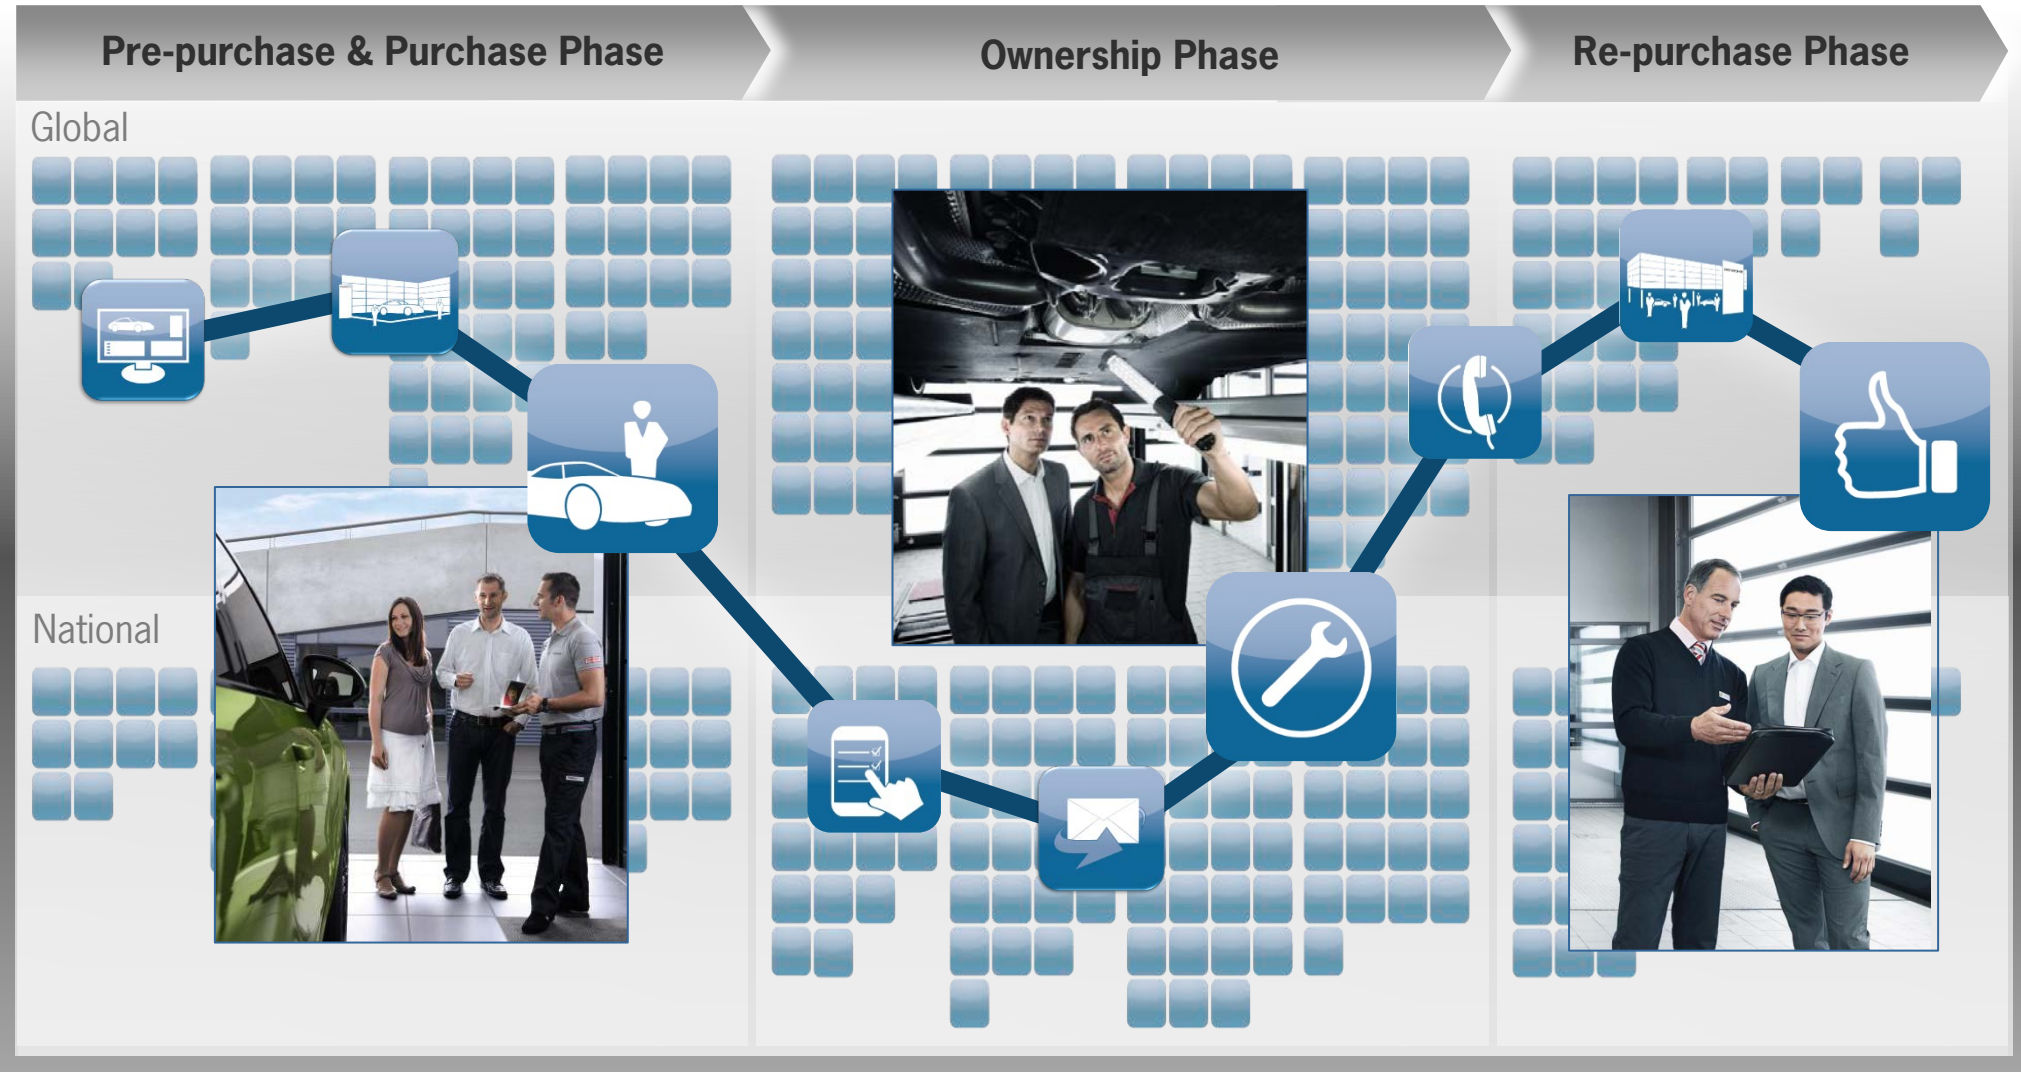 Pre-purchase & Purchase Phase
Ownership Phase
Re-purchase Phase
Global
National